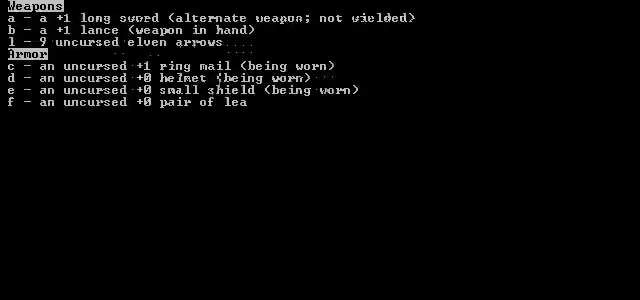 Weapons
a - a +1 long sword (alternate weapon; not wielded)
b - a +1 lance (weapon in hand)
l - 9 uncursed elven arrows
Armor
c - an uncursed +1 ring mail (being worn)
d - an uncursed +0 helmet (being worn)
e - an uncursed +0 small shield (being worn)
f - an uncursed +0 pair of lea